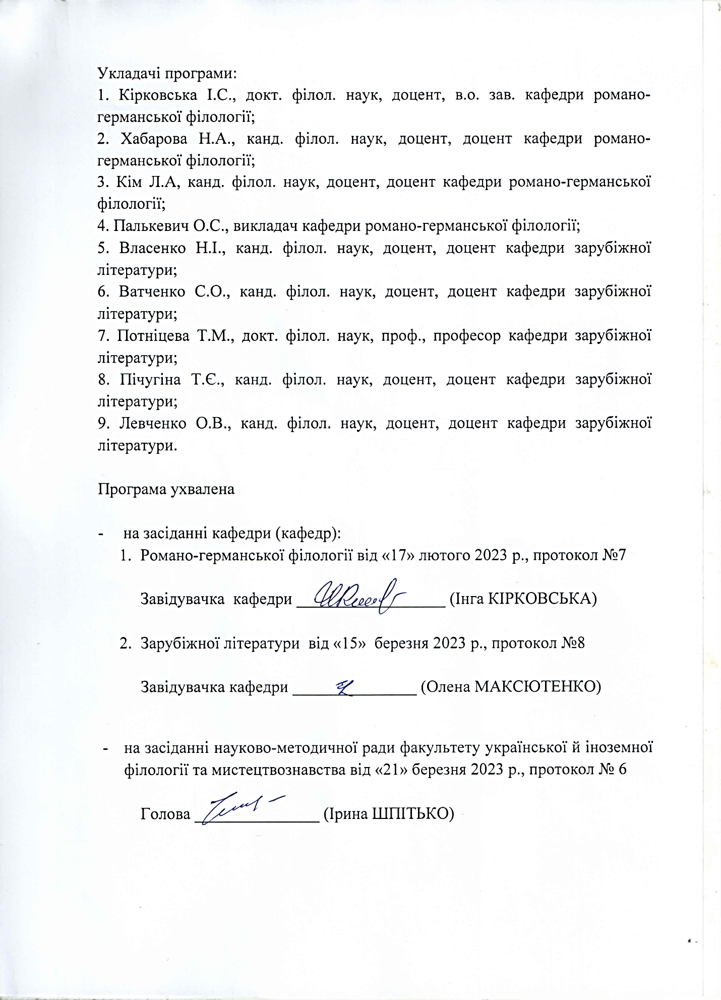 Укладачі програми:
1. Кірковська І.С., докт. філол. наук, доцент, в.о. зав. кафедри романо-
германської філології;
2. Хабарова Н.А., канд. філол. наук, доцент, доцент кафедри романо-
германської філології;
3. Кім Л.А, канд. філол. наук, доцент, доцент кафедри романо-германської
філології;
4. Палькевич О.С., викладач кафедри романо-германської філології;
5. Власенко Н.І., канд. філол. наук, доцент, доцент кафедри зарубіжної
літератури;
6. Ватченко С.О., канд. філол. наук, доцент, доцент кафедри зарубіжної
літератури;
7. Потніцева Т.М., докт. філол. наук, проф., професор кафедри зарубіжної
літератури;
8. Пічугіна Т.Є., канд. філол. наук, доцент, доцент кафедри зарубіжної
літератури;
9. Левченко О.В., канд. філол. наук, доцент, доцент кафедри зарубіжної
літератури.
Програма ухвалена
- на засіданні кафедри (кафедр):
1. Романо-германської філології від «17» лютого 2023 р., протокол №7
Завідувачка кафедри (Інга КІРКОВСЬКА)
2. Зарубіжної літератури від «15» березня 2023 р., протокол №8
Завідувачка кафедри (Олена МАКСЮТЕНКО)
- на засіданні науково-методичної ради факультету української й іноземної
філології та мистецтвознавства від «21» березня 2023 р., протокол № 6
Голова (Ірина ШПІТЬКО)